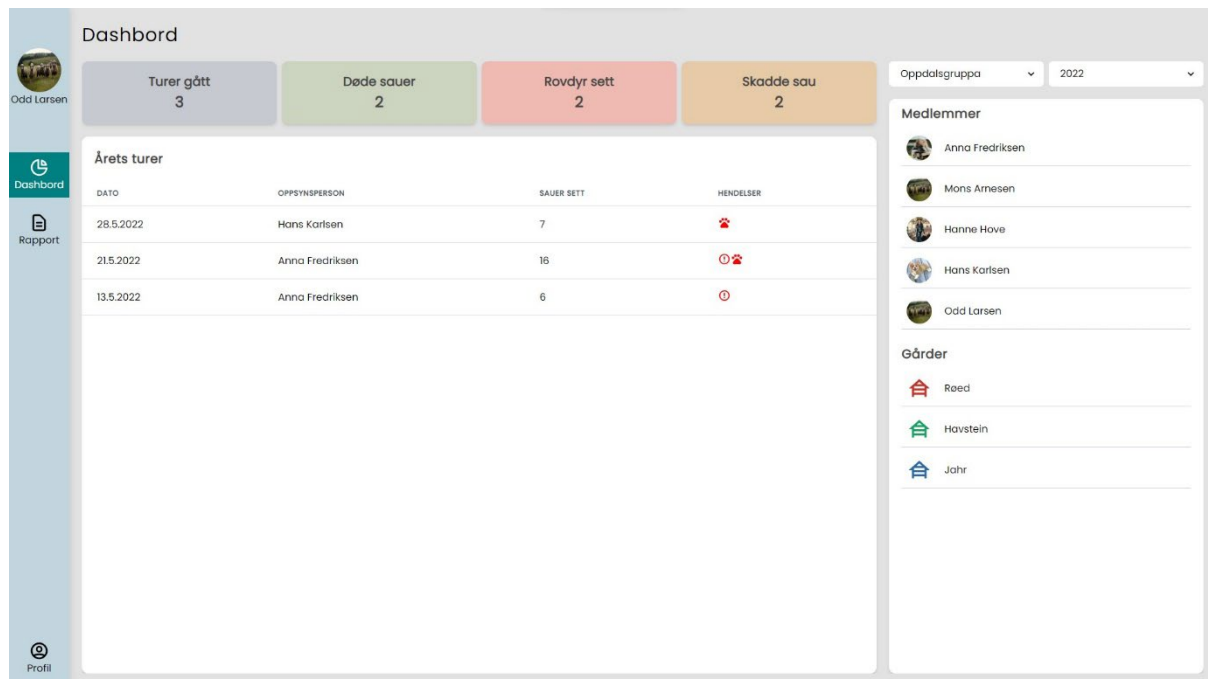 Dashbord
Odd Larsen
Dashbord
Rapport
Profil
Turer gått
3
Døde sauer
2
Rovdyr sett
2
Skadde sau
2
Årets turer
DATO OPPSYNSPERSON SAUER SETT HENDELSER
28.5.2022 Hans Karlsen 7
21.5.2022 Anna Fredriksen 16
13.5.2022 Anna Fredriksen 6
Oppdalsgruppa 2022
Medlemmer
Anna Fredriksen
Mons Arnesen
Hanne Hove
Hans Karlsen
Odd Larsen
Gårder
Røed
Havstein
Jahr